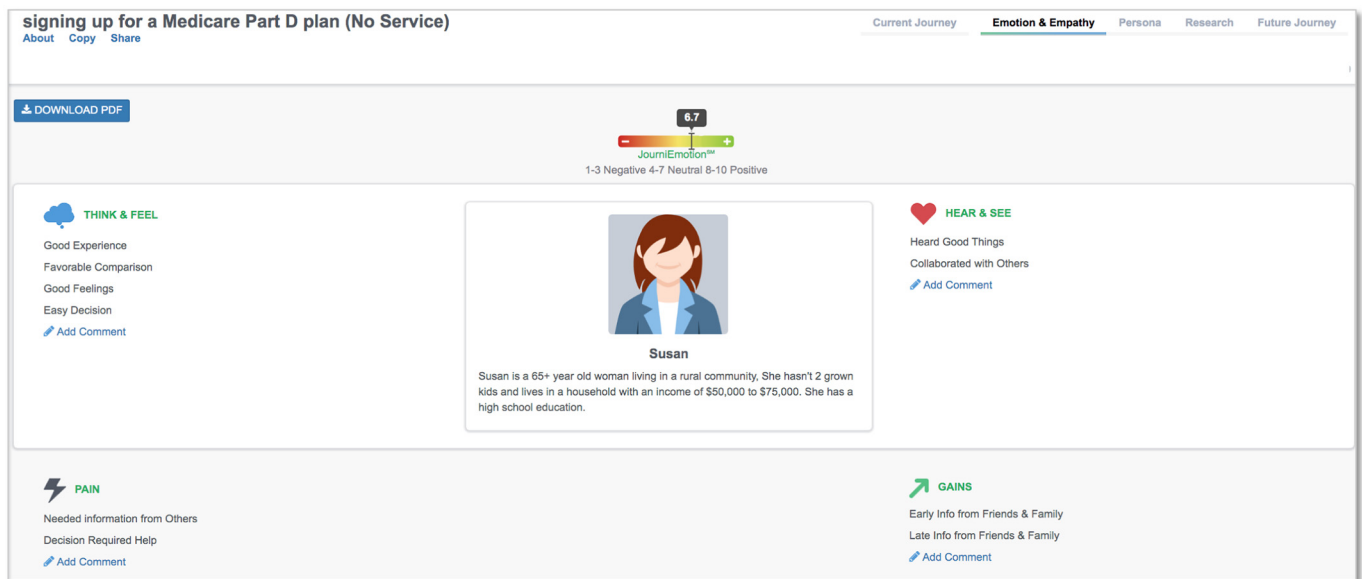 signing up for a Medicare Part D plan (No Service)
About Copy Share
Current Journey Emotion & Empathy Persona Research Future Journey
DOWNLOAD PDF
6.7
JourniEmotion℠
1-3 Negative 4-7 Neutral 8-10 Positive
THINK & FEEL
Good Experience
Favorable Comparison
Good Feelings
Easy Decision
Add Comment
Susan
Susan is a 65+ year old woman living in a rural community, She hasn't 2 grown
kids and lives in a household with an income of $50,000 to $75,000. She has a
high school education.
HEAR & SEE
Heard Good Things
Collaborated with Others
Add Comment
PAIN
Needed information from Others
Decision Required Help
Add Comment
GAINS
Early Info from Friends & Family
Late Info from Friends & Family
Add Comment